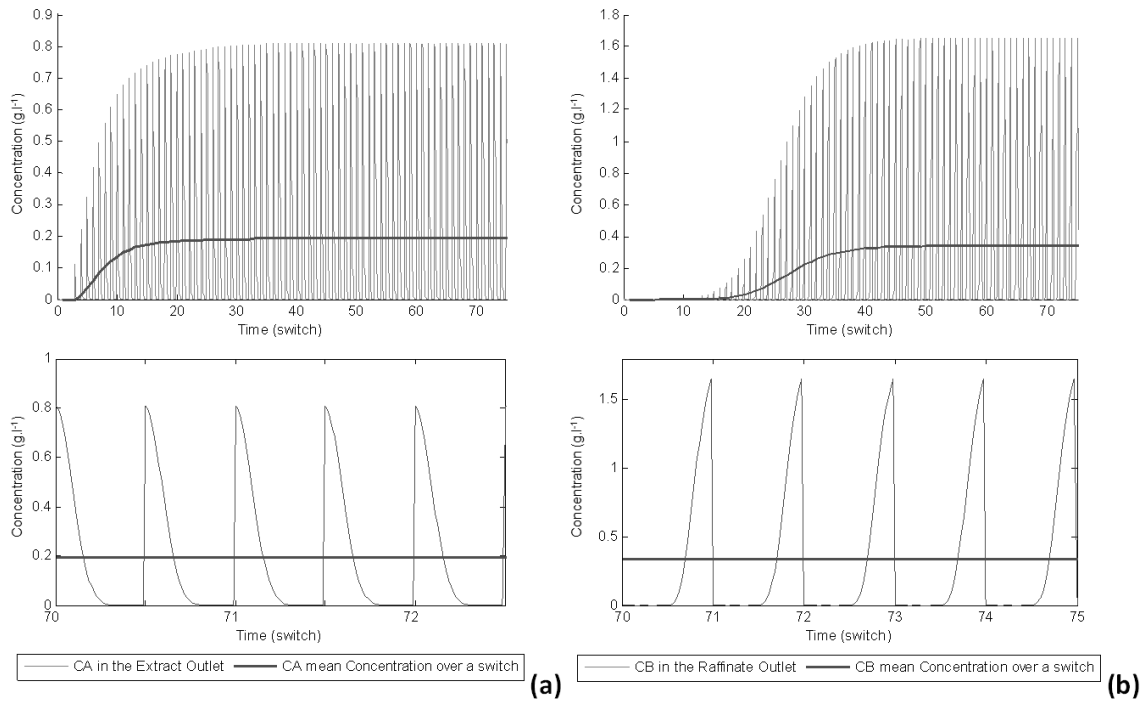 0.9
0.8
0.7
0.6
0.5
0.4
0.3
0.2
0.1
0
Concentration (g.l⁻¹)
10 20 30 40 50 60 70
Time (switch)
1.8
1.6
1.4
1.2
1
0.8
0.6
0.4
0.2
0
Concentration (g.l⁻¹)
0 10 20 30 40 50 60 70
Time (switch)
1
0.8
0.6
0.4
0.2
0
Concentration (g.l⁻¹)
70 71 72
Time (switch)
CA in the Extract Outlet CA mean Concentration over a switch
(a)
1.5
1
0.5
0
Concentration (g.l⁻¹)
70 71 72 73 74 75
Time (switch)
CB in the Raffinate Outlet CB mean Concentration over a switch
(b)